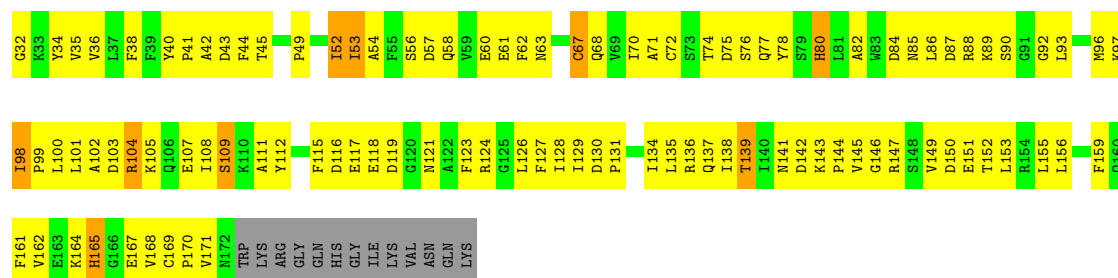 G32 K33 Y34 V35 V36 L37 F38 F39 Y40 P41 A42 D43 F44 T45 P49 I52 I53 A54 F55 S56 D57 Q58 V59 E60 E61 F62 N63 C67 Q68 V69 I70 A71 C72 S73 T74 D75 S76 Q77 Y78 S79 H80 L81 A82 W83 D84 N85 L86 D87 R88 K89 S90 G91 G92 L93 M96 K97
I98 P99 L100 L101 A102 D103 R104 K105 Q106 E107 I108 S109 K110 A111 Y112 F115 D116 E117 E118 D119 G120 N121 A122 F123 R124 G125 L126 F127 I128 I129 D130 P131 I134 L135 R136 Q137 I138 T139 I140 N141 D142 K143 P144 V145 G146 R147 S148 V149 D150 E151 T152 L153 R154 L155 L156 F159 Q160
F161 V162 E163 K164 H165 G166 E167 V168 C169 P170 V171 N172 TRP LYS ARG GLY GLN HIS GLY ILE LYS VAL ASN GLN LYS